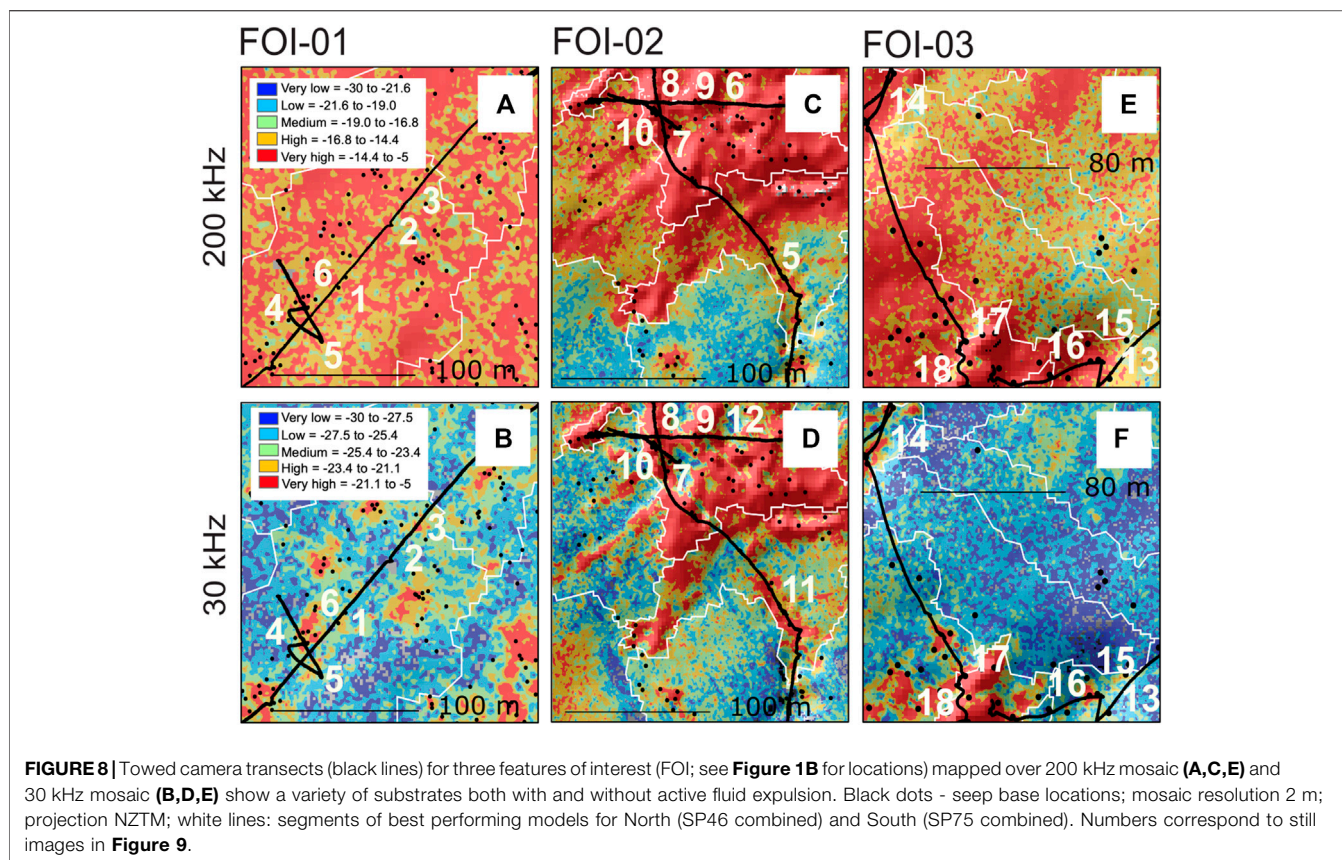 FOI-01
FOI-02
FOI-03
200 kHz
Very low = -30 to -21.6
Low = -21.6 to -19.0
Medium = -19.0 to -16.8
High = -16.8 to -14.4
Very high = -14.4 to -5
A
3
2
6
1
4
5
100 m
8 9 6
C
10
7
5
100 m
14
E
80 m
17
15
16
18
13
30 kHz
Very low = -30 to -27.5
Low = -27.5 to -25.4
Medium = -25.4 to -23.4
High = -23.4 to -21.1
Very high = -21.1 to -5
B
3
2
6
1
4
5
100 m
8 9 12
D
10
7
11
100 m
14
F
80 m
17
15
16
18
13
FIGURE 8 | Towed camera transects (black lines) for three features of interest (FOI; see Figure 1B for locations) mapped over 200 kHz mosaic (A,C,E) and
30 kHz mosaic (B,D,E) show a variety of substrates both with and without active fluid expulsion. Black dots - seep base locations; mosaic resolution 2 m;
projection NZTM; white lines: segments of best performing models for North (SP46 combined) and South (SP75 combined). Numbers correspond to still
images in Figure 9.